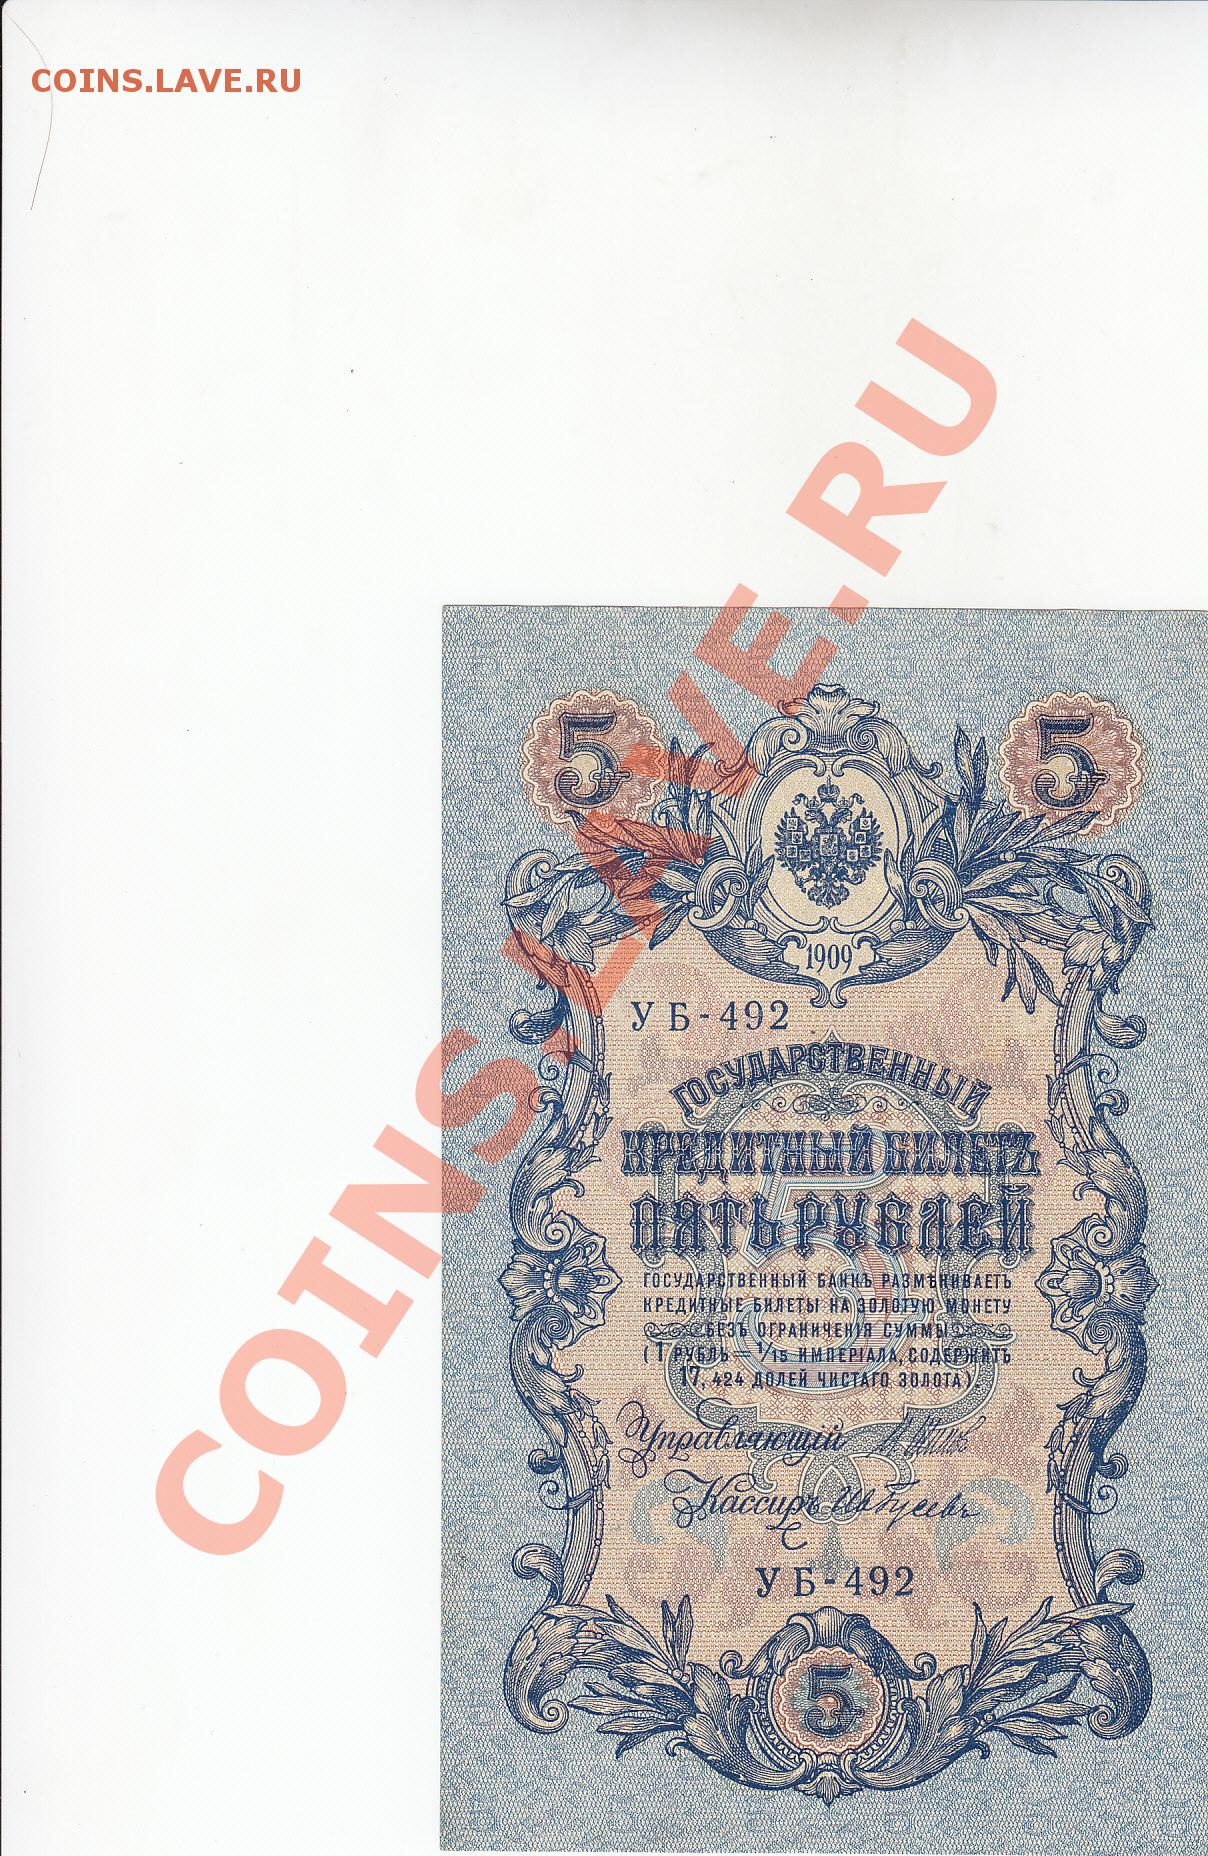 COINS.LAVE.RU
COINS.LAVE.RU
5
5
1909
УБ-492
ГОСУДАРСТВЕННЫЙ
КРЕДИТНЫЙ БИЛЕТЪ
ПЯТЬ РУБЛЕЙ
5
ГОСУДАРСТВЕННЫЙ БАНКЪ РАЗМѢНИВАЕТЪ
КРЕДИТНЫЕ БИЛЕТЫ НА ЗОЛОТУЮ МОНЕТУ
БЕЗЪ ОГРАНИЧЕНІЯ СУММЫ
(1 РУБЛЬ = 1/15 ИМПЕРІАЛА, СОДЕРЖИТЪ
17,424 ДОЛЕЙ ЧИСТАГО ЗОЛОТА).
Управляющій
Кассиръ
УБ-492
5